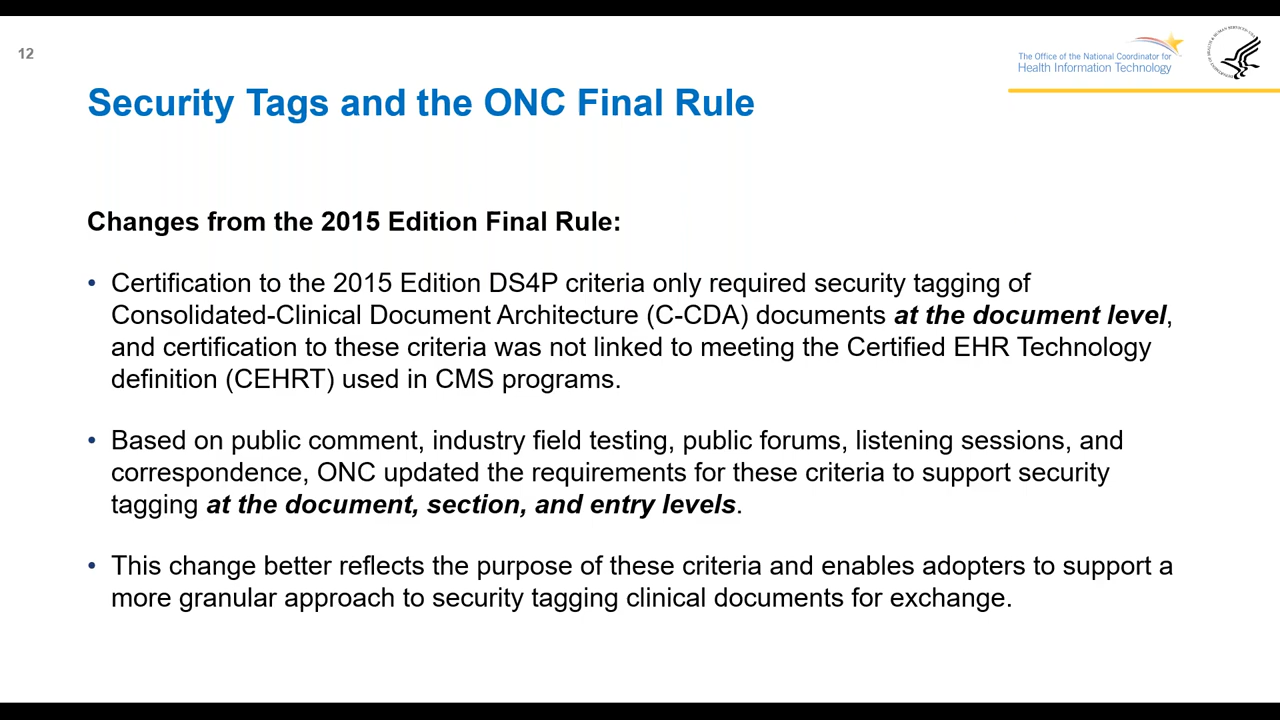 12
The Office of the National Coordinator for
Health Information Technology
Security Tags and the ONC Final Rule
Changes from the 2015 Edition Final Rule:
• Certification to the 2015 Edition DS4P criteria only required security tagging of
Consolidated-Clinical Document Architecture (C-CDA) documents at the document level,
and certification to these criteria was not linked to meeting the Certified EHR Technology
definition (CEHRT) used in CMS programs.
• Based on public comment, industry field testing, public forums, listening sessions, and
correspondence, ONC updated the requirements for these criteria to support security
tagging at the document, section, and entry levels.
• This change better reflects the purpose of these criteria and enables adopters to support a
more granular approach to security tagging clinical documents for exchange.